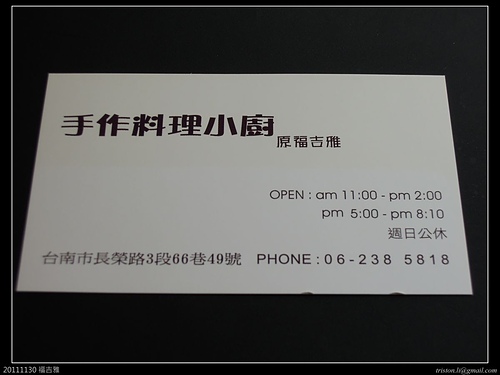 手作料理小廚
原福吉雅
OPEN : am 11:00 - pm 2:00
pm 5:00 - pm 8:10
週日公休
台南市長榮路3段66巷49號 PHONE : 06-238 5818
20111130 福吉雅 triston.li@gmail.com